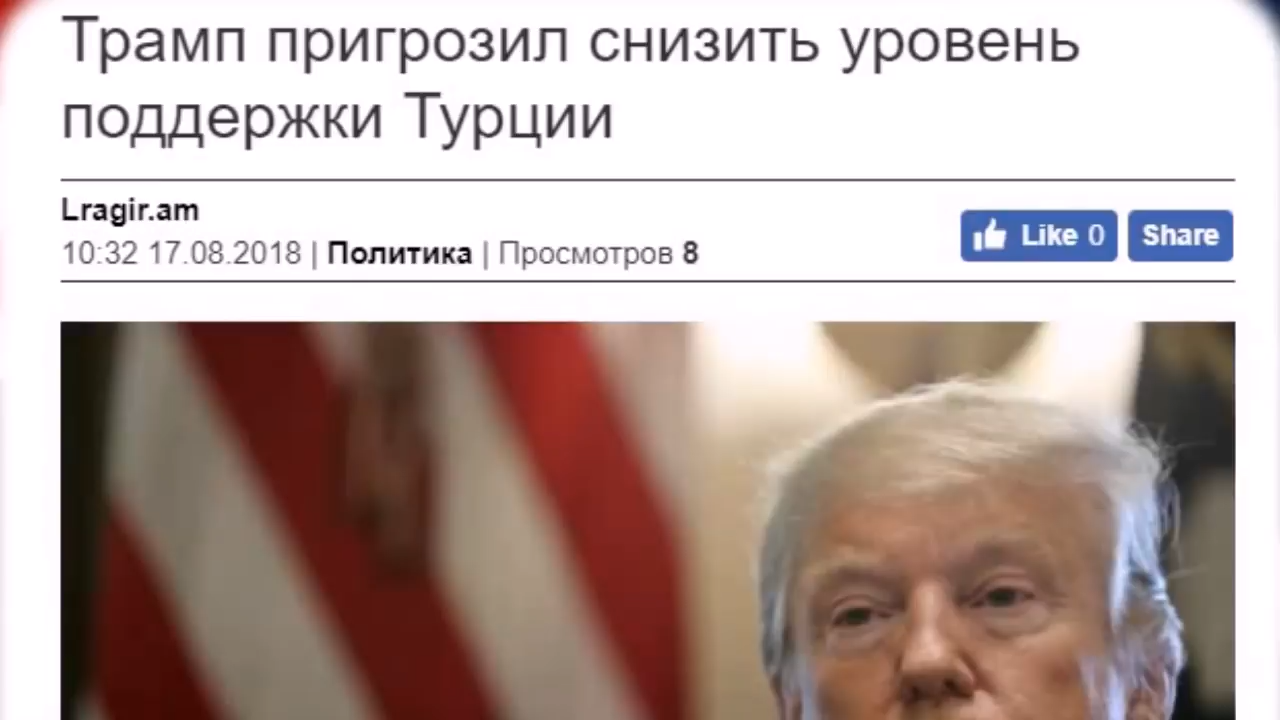 Трамп пригрозил снизить уровень
поддержки Турции
Lragir.am
10:32 17.08.2018 | Политика | Просмотров 8
Like 0 Share